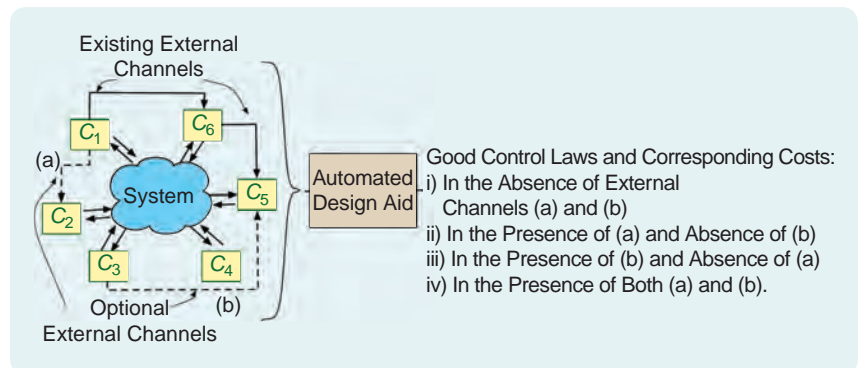 Existing External
Channels
C1
C6
(a)
C2
System
C5
C3
C4
(b)
Optional
External Channels
Automated
Design Aid
Good Control Laws and Corresponding Costs:
i) In the Absence of External
Channels (a) and (b)
ii) In the Presence of (a) and Absence of (b)
iii) In the Presence of (b) and Absence of (a)
iv) In the Presence of Both (a) and (b).